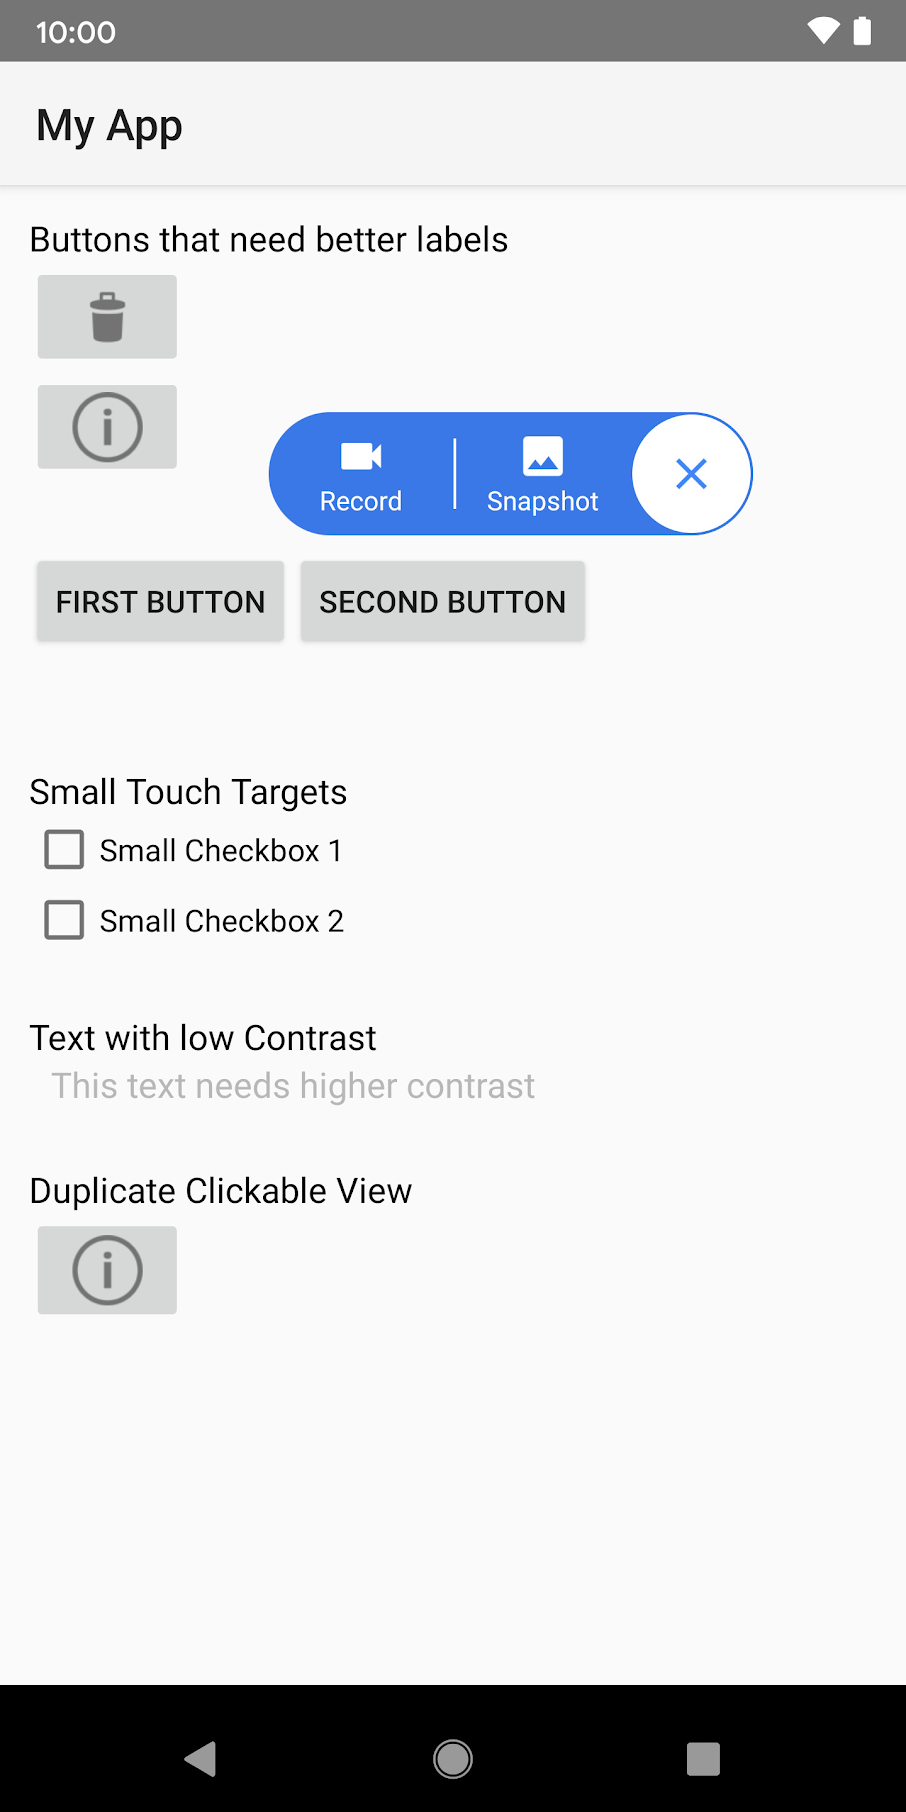 10:00
My App
Buttons that need better labels
Record
Snapshot
FIRST BUTTON
SECOND BUTTON
Small Touch Targets
Small Checkbox 1
Small Checkbox 2
Text with low Contrast
This text needs higher contrast
Duplicate Clickable View